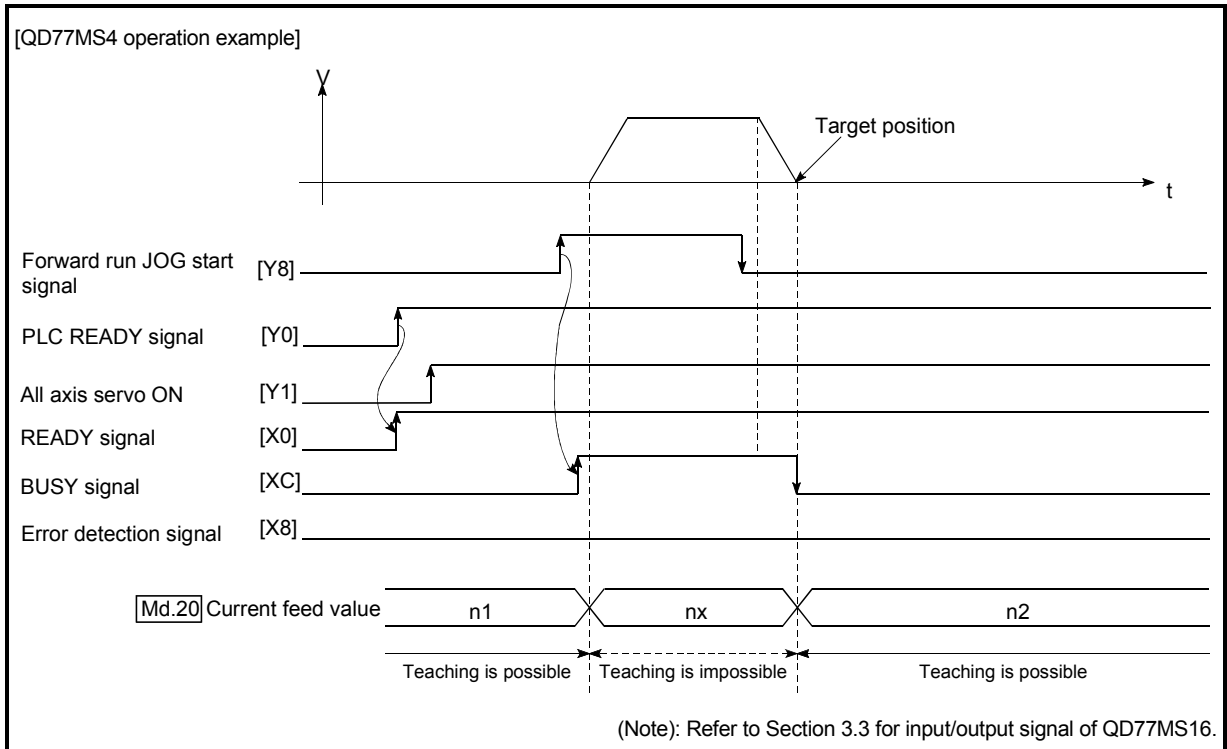 [QD77MS4 operation example]
V
Target position
t
Forward run JOG start
signal
[Y8]
PLC READY signal [Y0]
All axis servo ON [Y1]
READY signal [X0]
BUSY signal [XC]
Error detection signal [X8]
Md.20 Current feed value n1 nx n2
Teaching is possible Teaching is impossible Teaching is possible
(Note): Refer to Section 3.3 for input/output signal of QD77MS16.